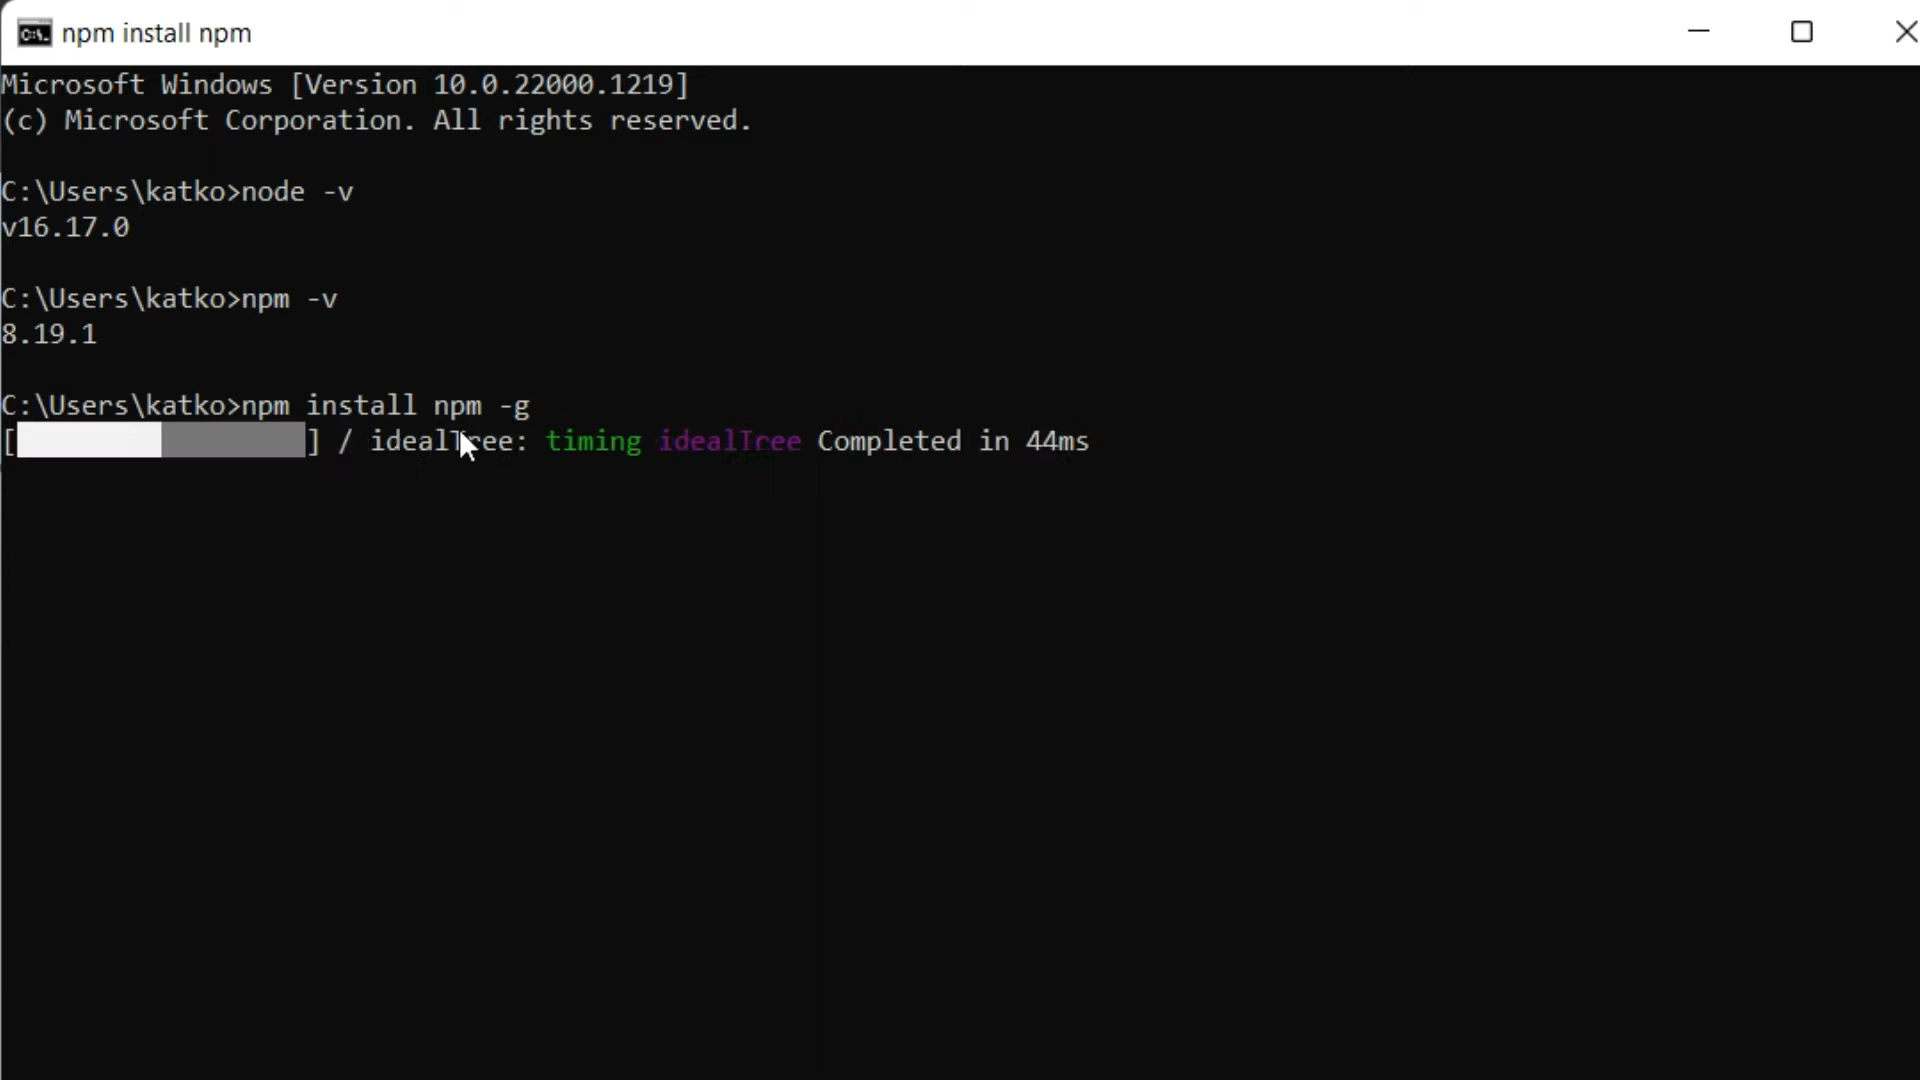 npm install npm
Microsoft Windows [Version 10.0.22000.1219]
(c) Microsoft Corporation. All rights reserved.
C:\Users\katko>node -v
v16.17.0
C:\Users\katko>npm -v
8.19.1
C:\Users\katko>npm install npm -g
[                  ] / idealTree: timing idealTree Completed in 44ms